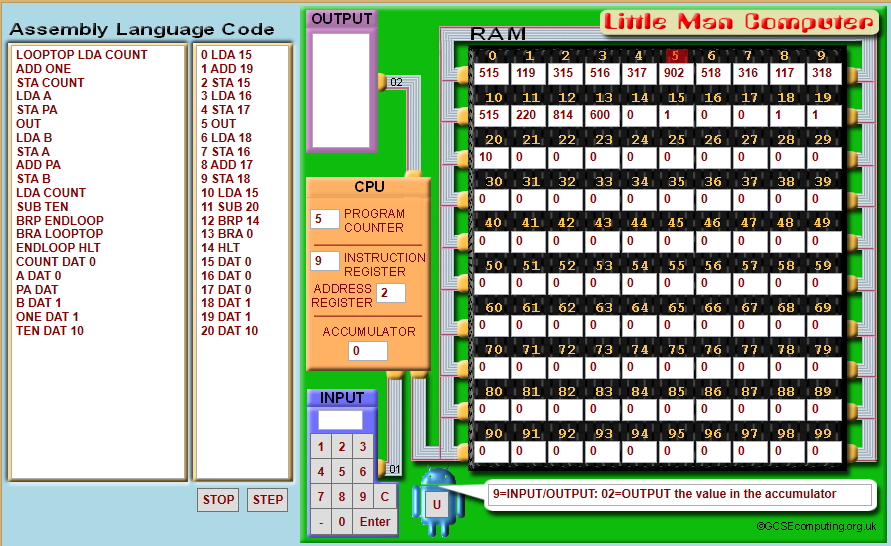 Assembly Language Code
LOOPTOP LDA COUNT
ADD ONE
STA COUNT
LDA A
STA PA
OUT
LDA B
STA A
ADD PA
STA B
LDA COUNT
SUB TEN
BRP ENDLOOP
BRA LOOPTOP
ENDLOOP HLT
COUNT DAT 0
A DAT 0
PA DAT
B DAT 1
ONE DAT 1
TEN DAT 10
0 LDA 15
1 ADD 19
2 STA 15
3 LDA 16
4 STA 17
5 OUT
6 LDA 18
7 STA 16
8 ADD 17
9 STA 18
10 LDA 15
11 SUB 20
12 BRP 14
13 BRA 0
14 HLT
15 DAT 0
16 DAT 0
17 DAT 0
18 DAT 1
19 DAT 1
20 DAT 10
STOP STEP
OUTPUT
02
CPU
5 PROGRAM
COUNTER
9 INSTRUCTION
REGISTER
ADDRESS
REGISTER 2
ACCUMULATOR
0
INPUT
1 2 3
4 5 6
7 8 9 C
- 0 Enter
01
U
Little Man Computer
RAM
0 1 2 3 4 5 6 7 8 9
515 119 315 516 317 902 518 316 117 318
10 11 12 13 14 15 16 17 18 19
515 220 814 600 0 1 0 0 1 1
20 21 22 23 24 25 26 27 28 29
10 0 0 0 0 0 0 0 0 0
30 31 32 33 34 35 36 37 38 39
0 0 0 0 0 0 0 0 0 0
40 41 42 43 44 45 46 47 48 49
0 0 0 0 0 0 0 0 0 0
50 51 52 53 54 55 56 57 58 59
0 0 0 0 0 0 0 0 0 0
60 61 62 63 64 65 66 67 68 69
0 0 0 0 0 0 0 0 0 0
70 71 72 73 74 75 76 77 78 79
0 0 0 0 0 0 0 0 0 0
80 81 82 83 84 85 86 87 88 89
0 0 0 0 0 0 0 0 0 0
90 91 92 93 94 95 96 97 98 99
0 0 0 0 0 0 0 0 0 0
9=INPUT/OUTPUT: 02=OUTPUT the value in the accumulator
©GCSEcomputing.org.uk